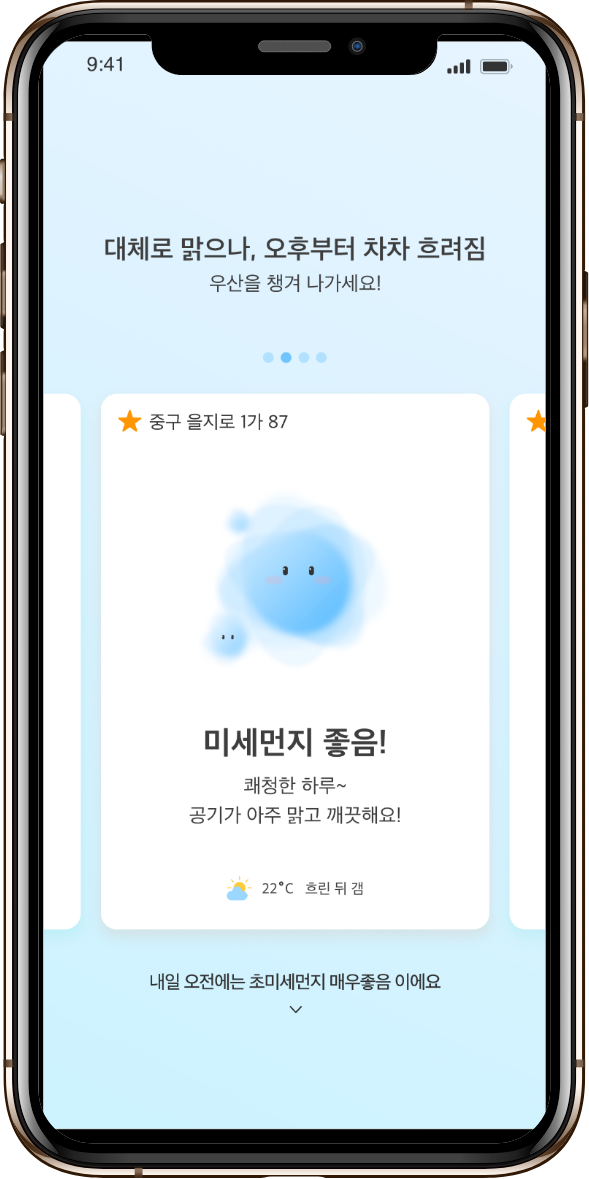 9:41
대체로 맑으나, 오후부터 차차 흐려짐
우산을 챙겨 나가세요!
중구 을지로 1가 87
미세먼지 좋음!
쾌청한 하루~
공기가 아주 맑고 깨끗해요!
22°C 흐린 뒤 갬
내일 오전에는 초미세먼지 매우좋음 이에요